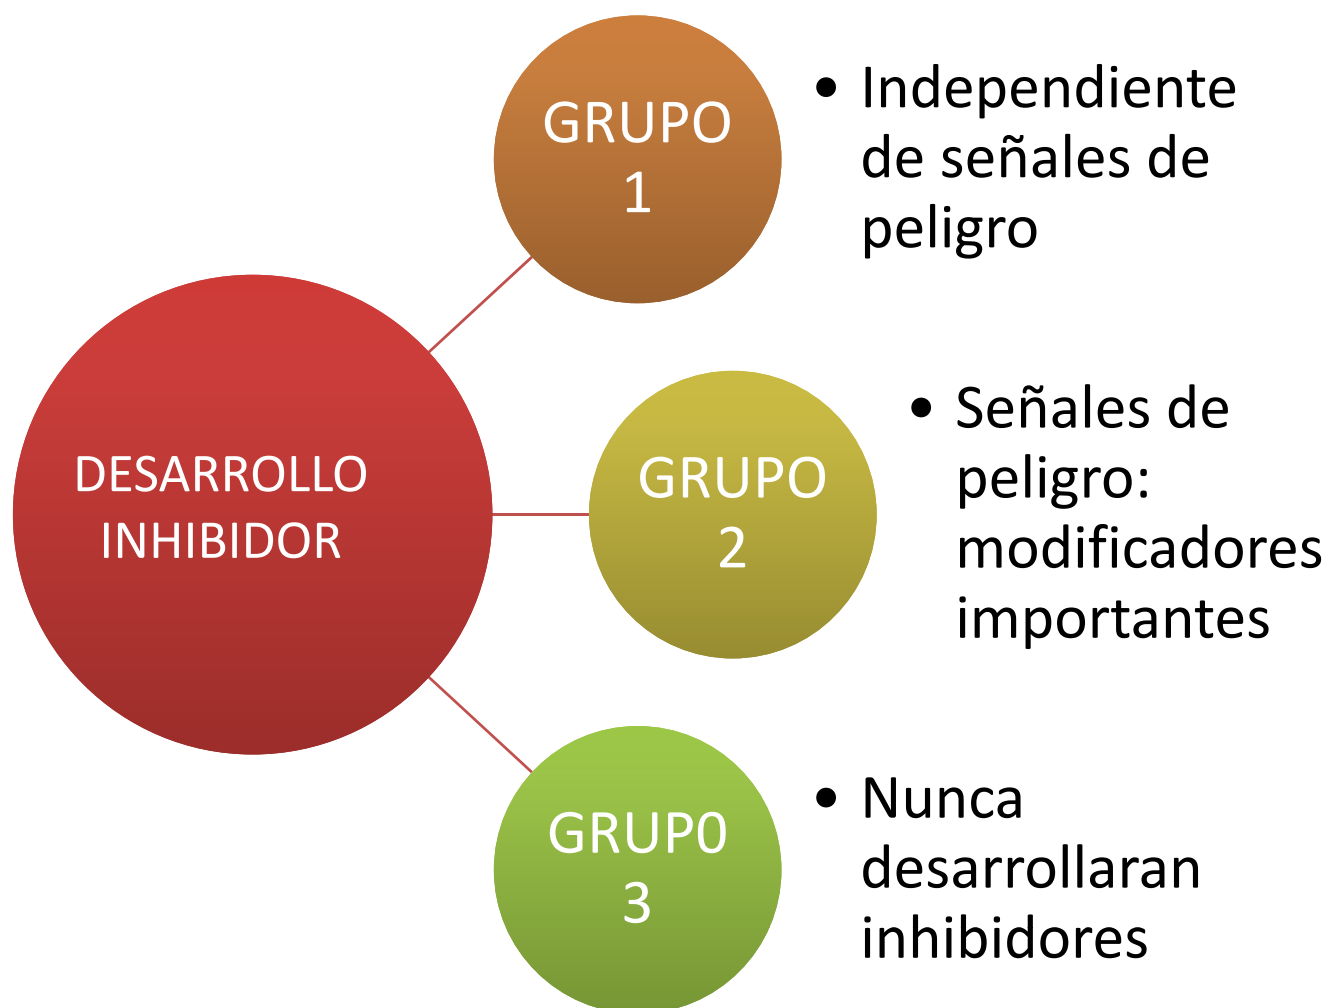 DESARROLLO
INHIBIDOR
GRUPO
1
• Independiente
de señales de
peligro
GRUPO
2
• Señales de
peligro:
modificadores
importantes
GRUP0
3
• Nunca
desarrollaran
inhibidores